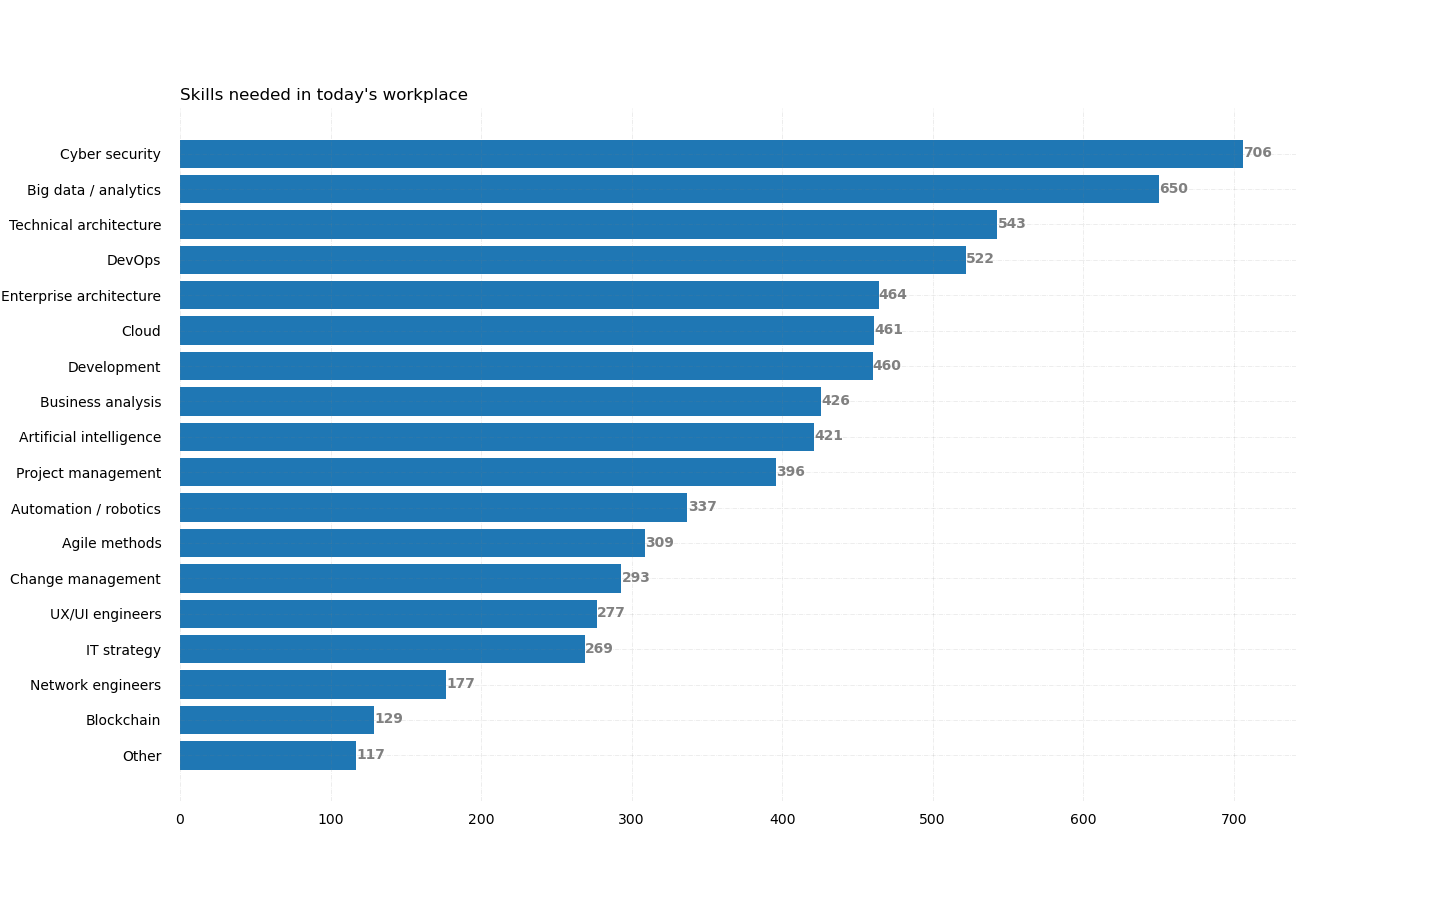 Skills needed in today's workplace
Cyber security 706
Big data / analytics 650
Technical architecture 543
DevOps 522
Enterprise architecture 464
Cloud 461
Development 460
Business analysis 426
Artificial intelligence 421
Project management 396
Automation / robotics 337
Agile methods 309
Change management 293
UX/UI engineers 277
IT strategy 269
Network engineers 177
Blockchain 129
Other 117
0 100 200 300 400 500 600 700